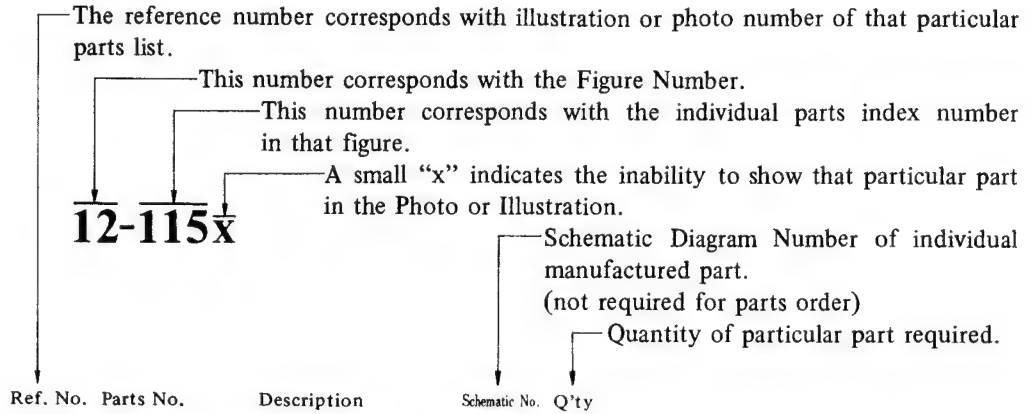 The reference number corresponds with illustration or photo number of that particular
parts list.
This number corresponds with the Figure Number.
This number corresponds with the individual parts index number
in that figure.
A small “x” indicates the inability to show that particular part
in the Photo or Illustration.
12-115x
Schematic Diagram Number of individual
manufactured part.
(not required for parts order)
Quantity of particular part required.
Ref. No. Parts No. Description Schematic No. Q'ty